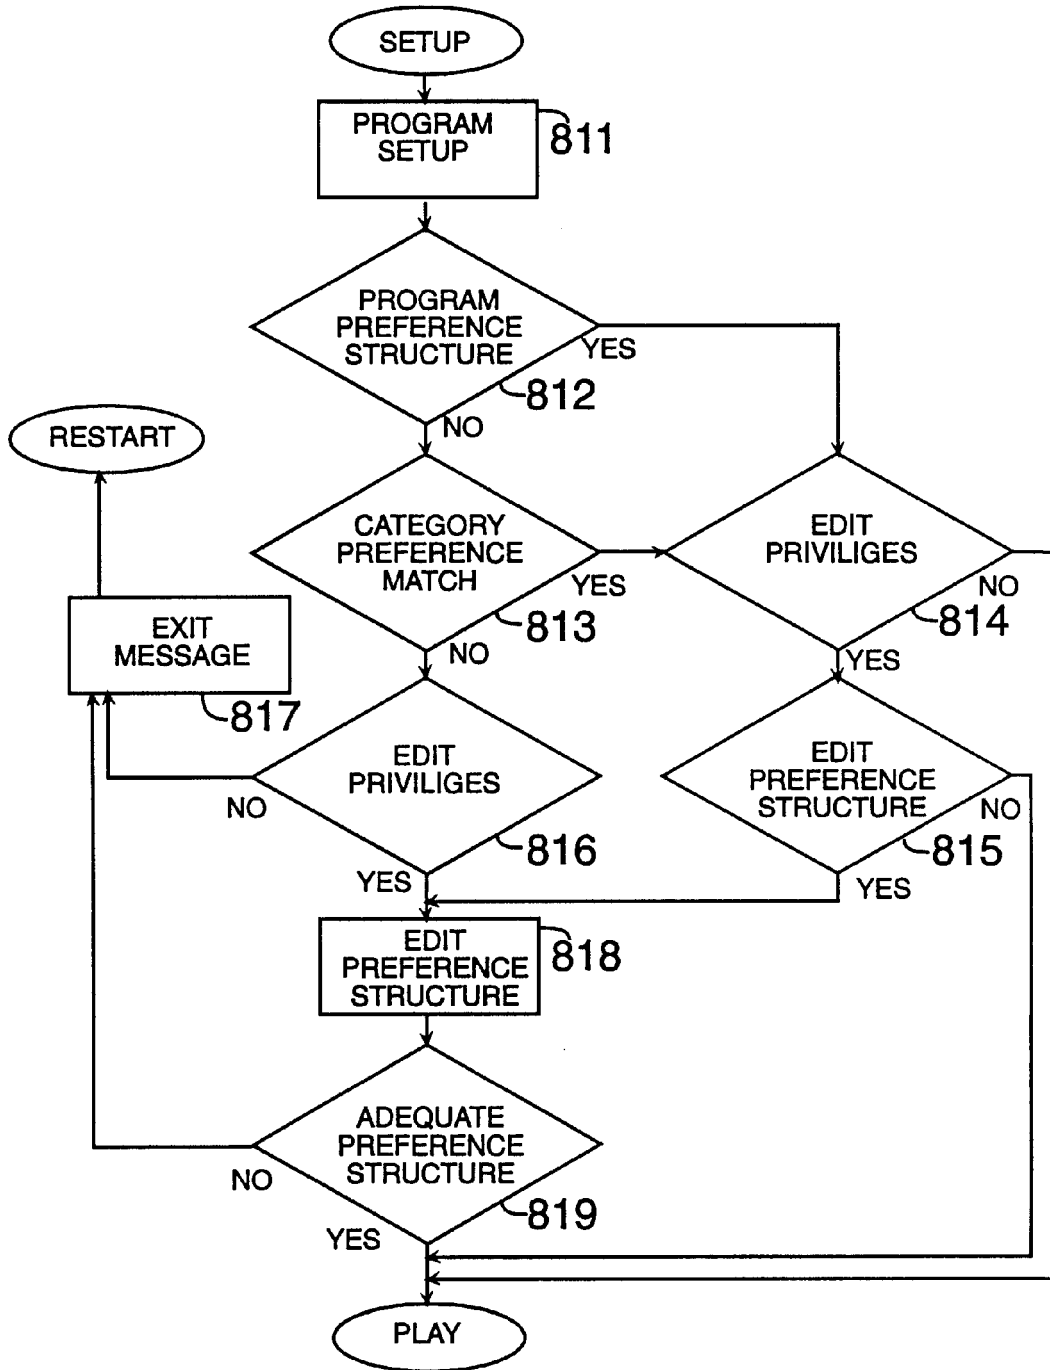 SETUP
PROGRAM
SETUP
811
PROGRAM
PREFERENCE
STRUCTURE
YES
812
NO
RESTART
CATEGORY
PREFERENCE
MATCH
YES
813
NO
EDIT
PRIVILIGES
NO
814
YES
EXIT
MESSAGE
817
EDIT
PRIVILIGES
NO
816
YES
EDIT
PREFERENCE
STRUCTURE
NO
815
YES
EDIT
PREFERENCE
STRUCTURE
818
ADEQUATE
PREFERENCE
STRUCTURE
NO
819
YES
PLAY